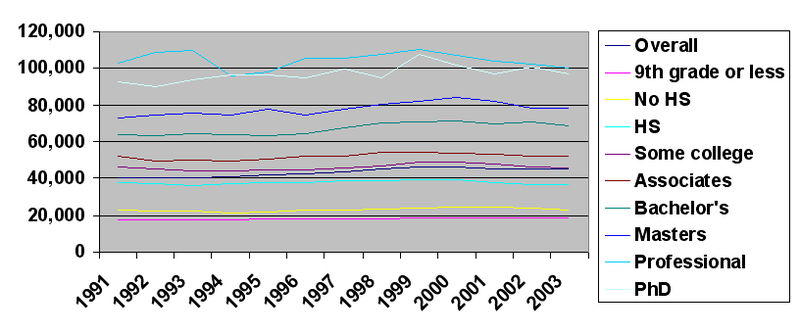 120,000
100,000
80,000
60,000
40,000
20,000
0
1991
1992
1993
1994
1995
1996
1997
1998
1999
2000
2001
2002
2003
Overall
9th grade or less
No HS
HS
Some college
Associates
Bachelor's
Masters
Professional
PhD